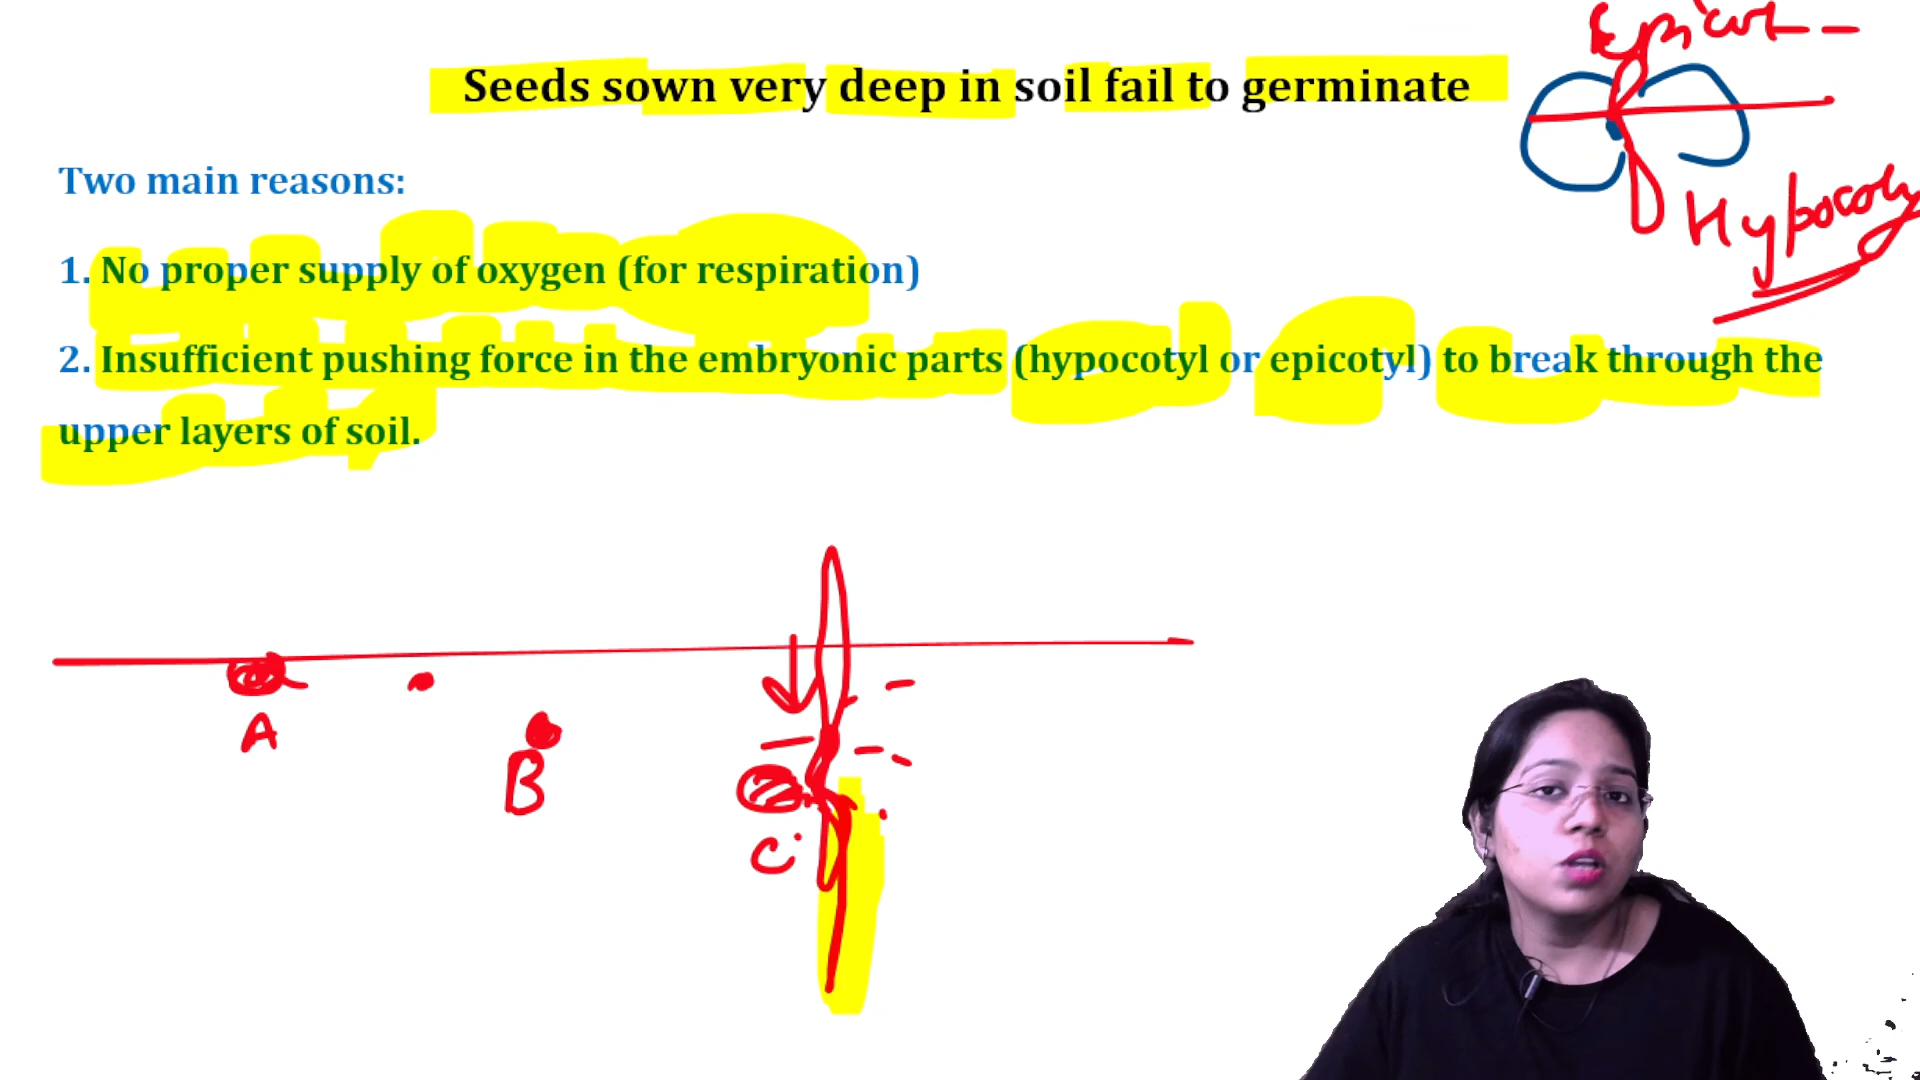 Epicot
Seeds sown very deep in soil fail to germinate
Two main reasons:
Hypocoty
1. No proper supply of oxygen (for respiration)
2. Insufficient pushing force in the embryonic parts (hypocotyl or epicotyl) to break through the
upper layers of soil.
A
B
C